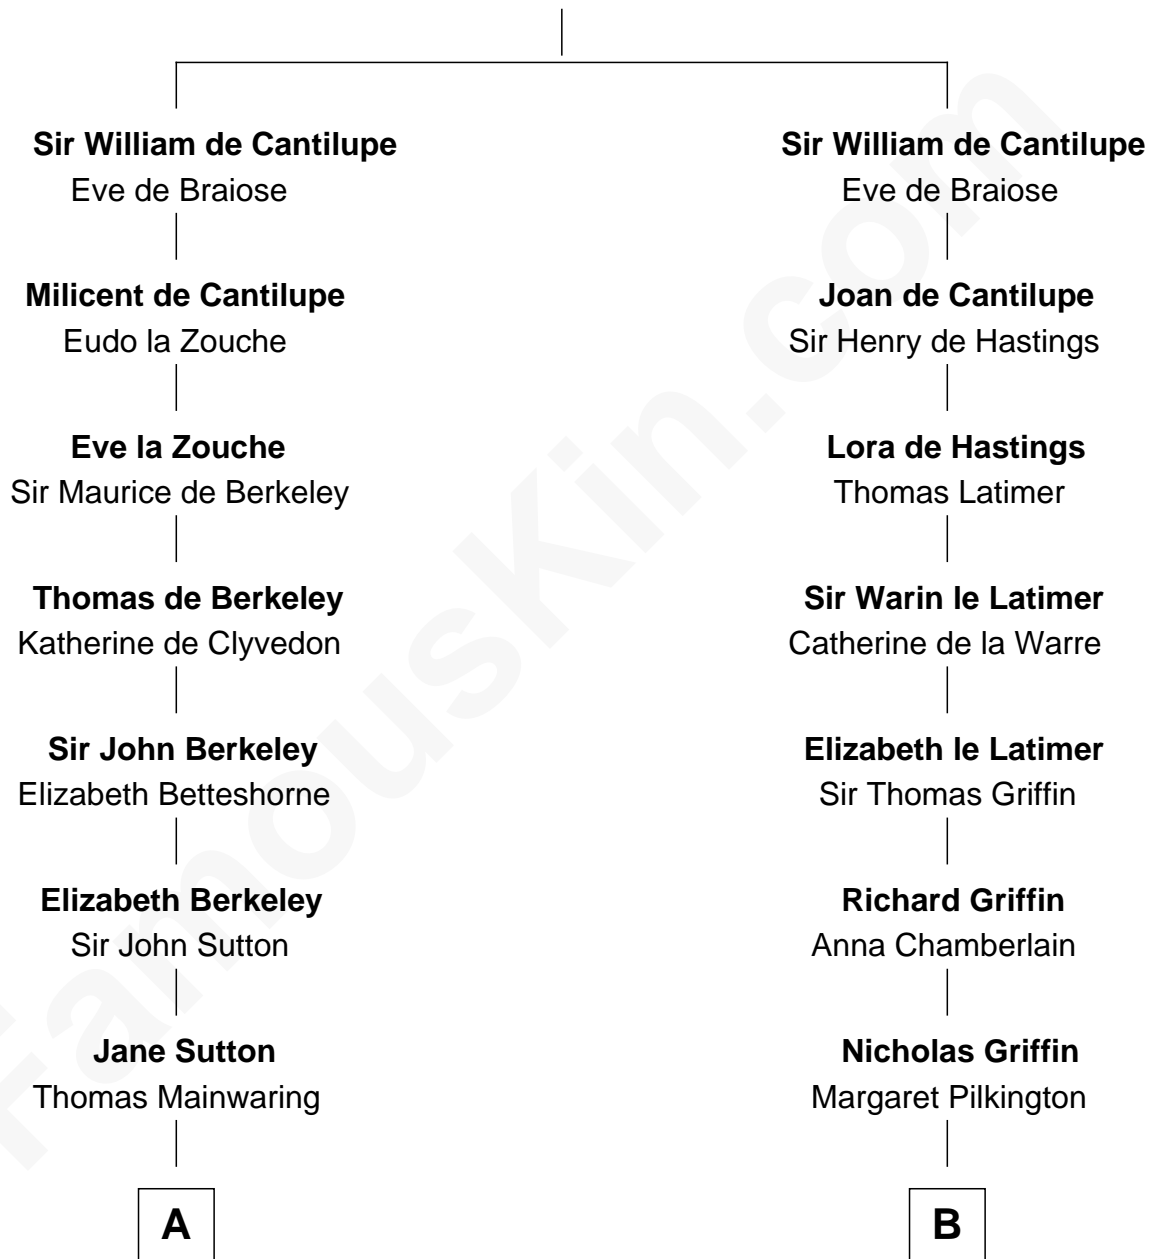 Sir William de Cantilupe
Eve de Braiose
Milicent de Cantilupe
Eudo la Zouche
Eve la Zouche
Sir Maurice de Berkeley
Thomas de Berkeley
Katherine de Clyvedon
Sir John Berkeley
Elizabeth Betteshorne
Elizabeth Berkeley
Sir John Sutton
Jane Sutton
Thomas Mainwaring
A
Sir William de Cantilupe
Eve de Braiose
Joan de Cantilupe
Sir Henry de Hastings
Lora de Hastings
Thomas Latimer
Sir Warin le Latimer
Catherine de la Warre
Elizabeth le Latimer
Sir Thomas Griffin
Richard Griffin
Anna Chamberlain
Nicholas Griffin
Margaret Pilkington
B
FamousKin.com